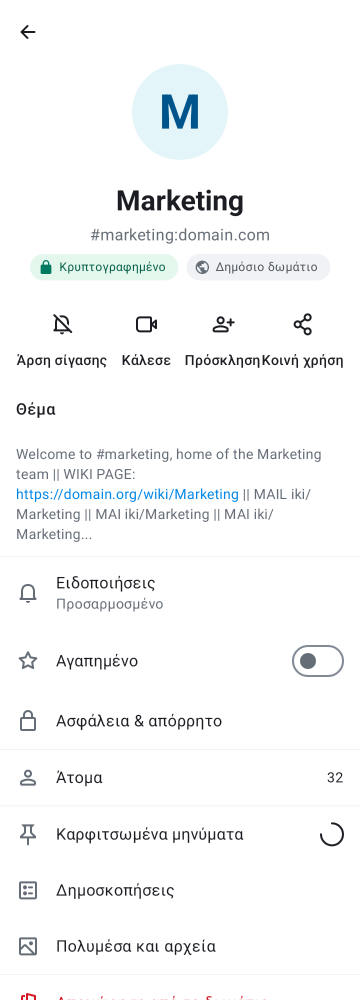 M
Marketing
#marketing:domain.com
Κρυπτογραφημένο
Δημόσιο δωμάτιο
Άρση σίγασης
Κάλεσε
Πρόσκληση
Κοινή χρήση
Θέμα
Welcome to #marketing, home of the Marketing
team || WIKI PAGE:
https://domain.org/wiki/Marketing || MAIL iki/
Marketing || MAI iki/Marketing || MAI iki/
Marketing...
Ειδοποιήσεις
Προσαρμοσμένο
Αγαπημένο
Ασφάλεια & απόρρητο
Άτομα
32
Καρφιτσωμένα μηνύματα
Δημοσκοπήσεις
Πολυμέσα και αρχεία